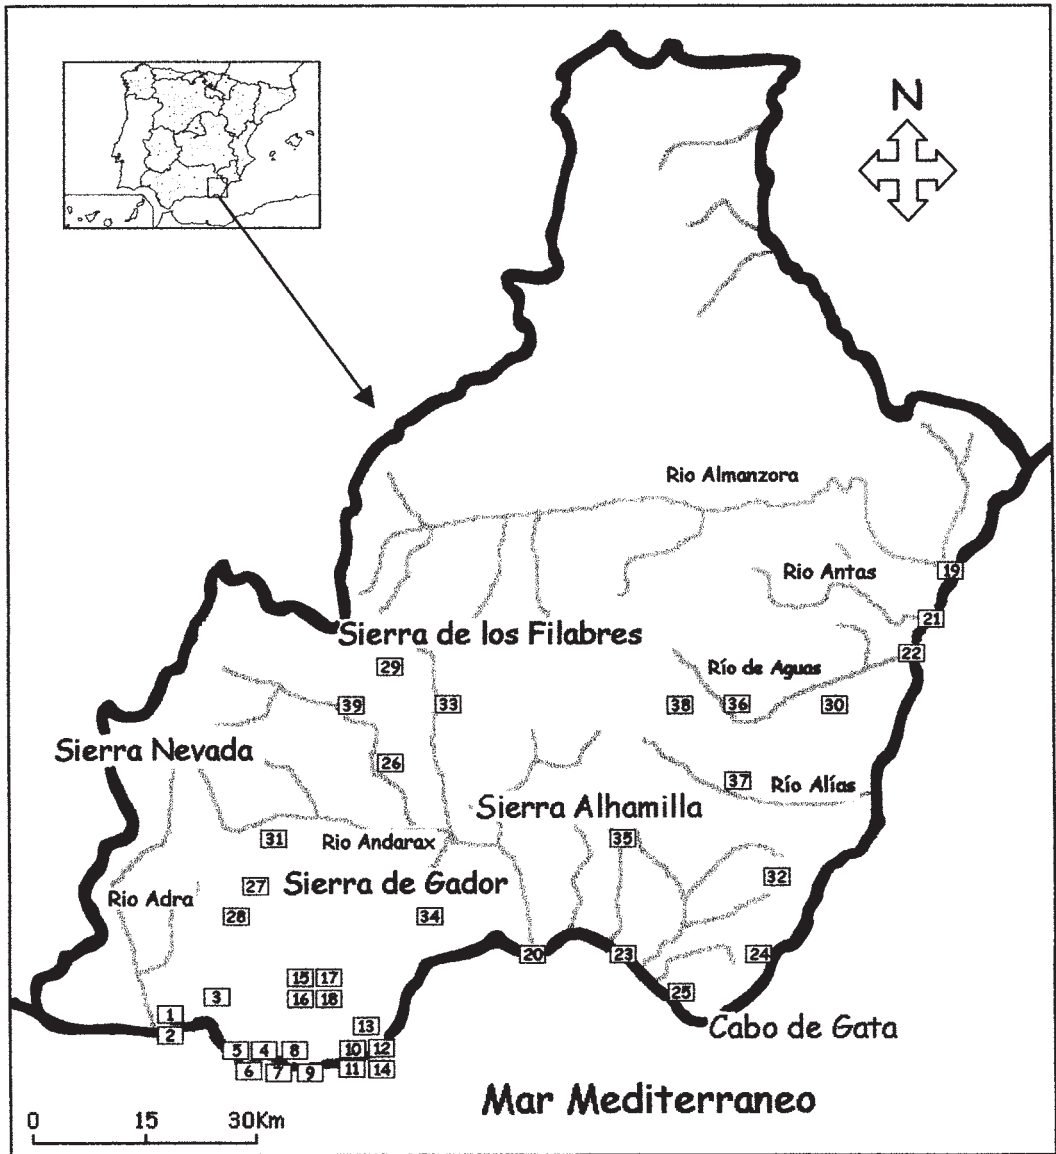 N
Rio Almanzora
Rio Antas
19
21
Sierra de los Filabres
22
29
Río de Aguas
39
33
38
36
30
Sierra Nevada
26
37
Río Alías
Sierra Alhamilla
31
Rio Andarax
35
27
Sierra de Gador
32
Rio Adra
28
34
20
23
24
15
17
3
16
18
25
1
13
Cabo de Gata
2
5
4
8
10
12
6
7
9
11
14
Mar Mediterraneo
0
15
30Km